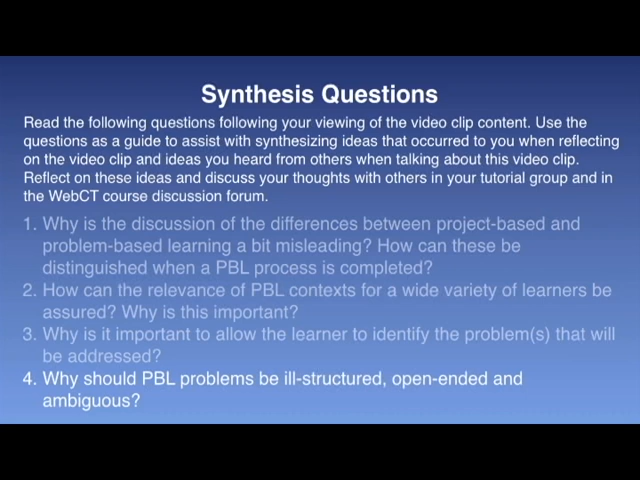 Synthesis Questions
Read the following questions following your viewing of the video clip content. Use the
questions as a guide to assist with synthesizing ideas that occurred to you when reflecting
on the video clip and ideas you heard from others when talking about this video clip.
Reflect on these ideas and discuss your thoughts with others in your tutorial group and in
the WebCT course discussion forum.
1. Why is the discussion of the differences between project-based and
problem-based learning a bit misleading? How can these be
distinguished when a PBL process is completed?
2. How can the relevance of PBL contexts for a wide variety of learners be
assured? Why is this important?
3. Why is it important to allow the learner to identify the problem(s) that will
be addressed?
4. Why should PBL problems be ill-structured, open-ended and
ambiguous?